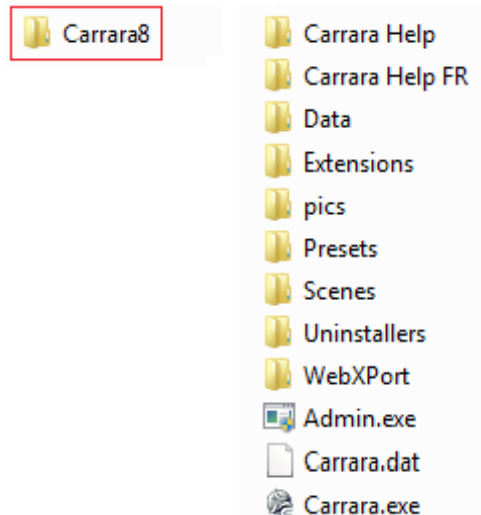 Carrara8
Carrara Help
Carrara Help FR
Data
Extensions
pics
Presets
Scenes
Uninstallers
WebXPort
Admin.exe
Carrara.dat
Carrara.exe